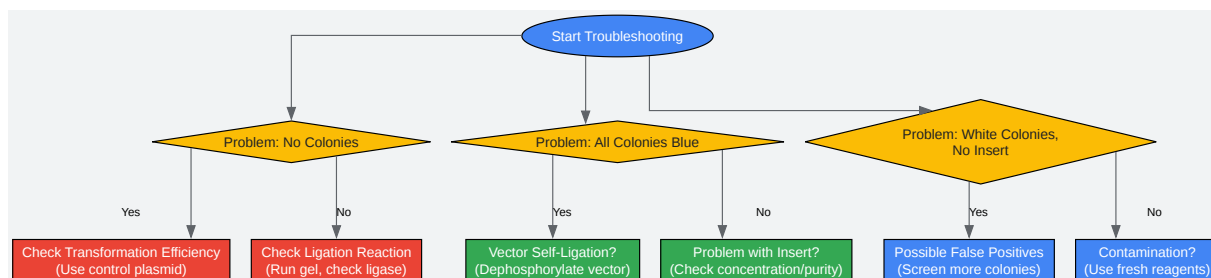 Start Troubleshooting
Problem: No Colonies
Problem: All Colonies Blue
Problem: White Colonies,
No Insert
Yes
No
Yes
No
Yes
No
Check Transformation Efficiency
(Use control plasmid)
Check Ligation Reaction
(Run gel, check ligase)
Vector Self-Ligation?
(Dephosphorylate vector)
Problem with Insert?
(Check concentration/purity)
Possible False Positives
(Screen more colonies)
Contamination?
(Use fresh reagents)